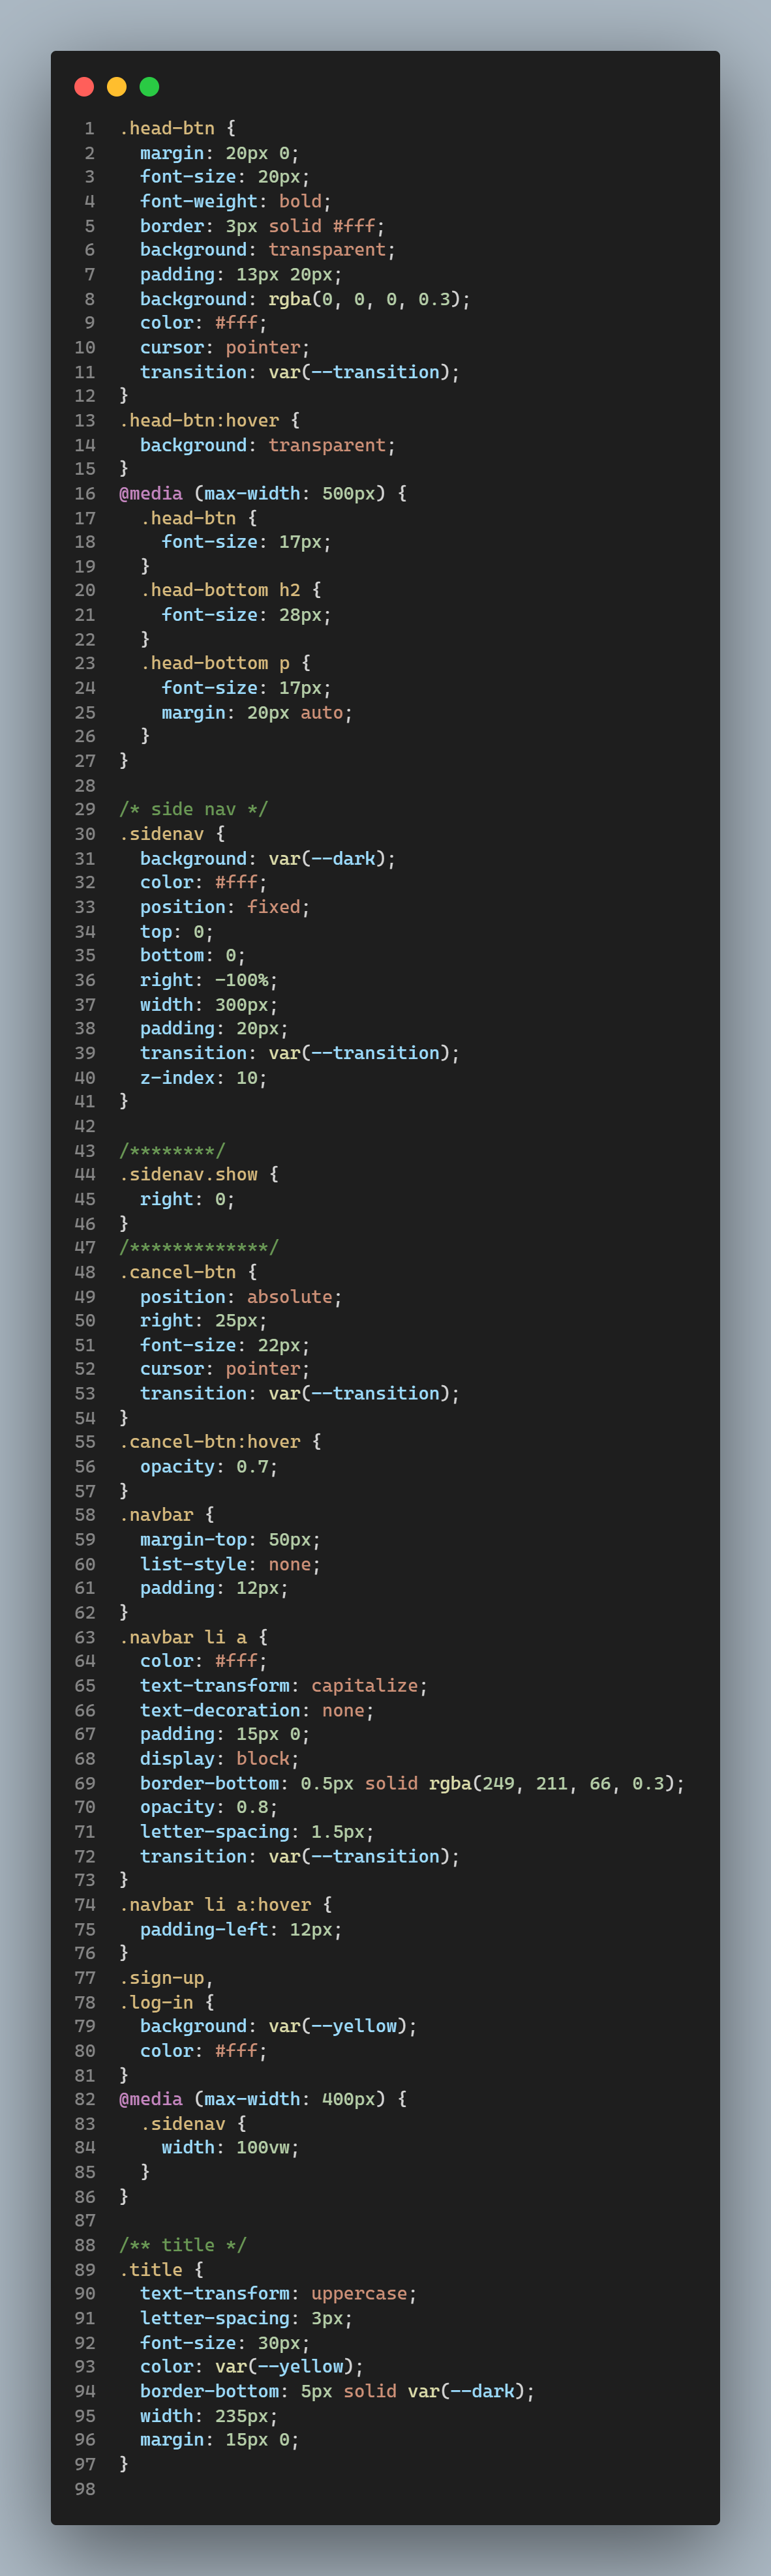 1 .head-btn {
2 margin: 20px 0;
3 font-size: 20px;
4 font-weight: bold;
5 border: 3px solid #fff;
6 background: transparent;
7 padding: 13px 20px;
8 background: rgba(0, 0, 0, 0.3);
9 color: #fff;
10 cursor: pointer;
11 transition: var(--transition);
12 }
13 .head-btn:hover {
14 background: transparent;
15 }
16 @media (max-width: 500px) {
17 .head-btn {
18 font-size: 17px;
19 }
20 .head-bottom h2 {
21 font-size: 28px;
22 }
23 .head-bottom p {
24 font-size: 17px;
25 margin: 20px auto;
26 }
27 }
28
29 /* side nav */
30 .sidenav {
31 background: var(--dark);
32 color: #fff;
33 position: fixed;
34 top: 0;
35 bottom: 0;
36 right: -100%;
37 width: 300px;
38 padding: 20px;
39 transition: var(--transition);
40 z-index: 10;
41 }
42
43 /********/
44 .sidenav.show {
45 right: 0;
46 }
47 /*************/
48 .cancel-btn {
49 position: absolute;
50 right: 25px;
51 font-size: 22px;
52 cursor: pointer;
53 transition: var(--transition);
54 }
55 .cancel-btn:hover {
56 opacity: 0.7;
57 }
58 .navbar {
59 margin-top: 50px;
60 list-style: none;
61 padding: 12px;
62 }
63 .navbar li a {
64 color: #fff;
65 text-transform: capitalize;
66 text-decoration: none;
67 padding: 15px 0;
68 display: block;
69 border-bottom: 0.5px solid rgba(249, 211, 66, 0.3);
70 opacity: 0.8;
71 letter-spacing: 1.5px;
72 transition: var(--transition);
73 }
74 .navbar li a:hover {
75 padding-left: 12px;
76 }
77 .sign-up,
78 .log-in {
79 background: var(--yellow);
80 color: #fff;
81 }
82 @media (max-width: 400px) {
83 .sidenav {
84 width: 100vw;
85 }
86 }
87
88 /** title */
89 .title {
90 text-transform: uppercase;
91 letter-spacing: 3px;
92 font-size: 30px;
93 color: var(--yellow);
94 border-bottom: 5px solid var(--dark);
95 width: 235px;
96 margin: 15px 0;
97 }
98